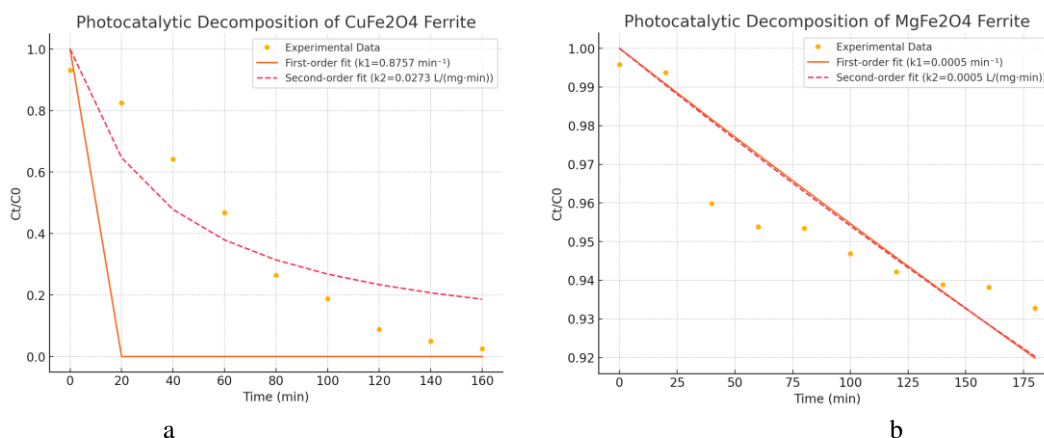 Photocatalytic Decomposition of CuFe2O4 Ferrite
Experimental Data
First-order fit (k1=0.8757 min⁻¹)
Second-order fit (k2=0.0273 L/(mg·min))
1.0
0.8
0.6
0.4
0.2
0.0
Ct/C0
0 20 40 60 80 100 120 140 160
Time (min)
a
Photocatalytic Decomposition of MgFe2O4 Ferrite
Experimental Data
First-order fit (k1=0.0005 min⁻¹)
Second-order fit (k2=0.0005 L/(mg·min))
1.00
0.99
0.98
0.97
0.96
0.95
0.94
0.93
0.92
Ct/C0
0 25 50 75 100 125 150 175
Time (min)
b